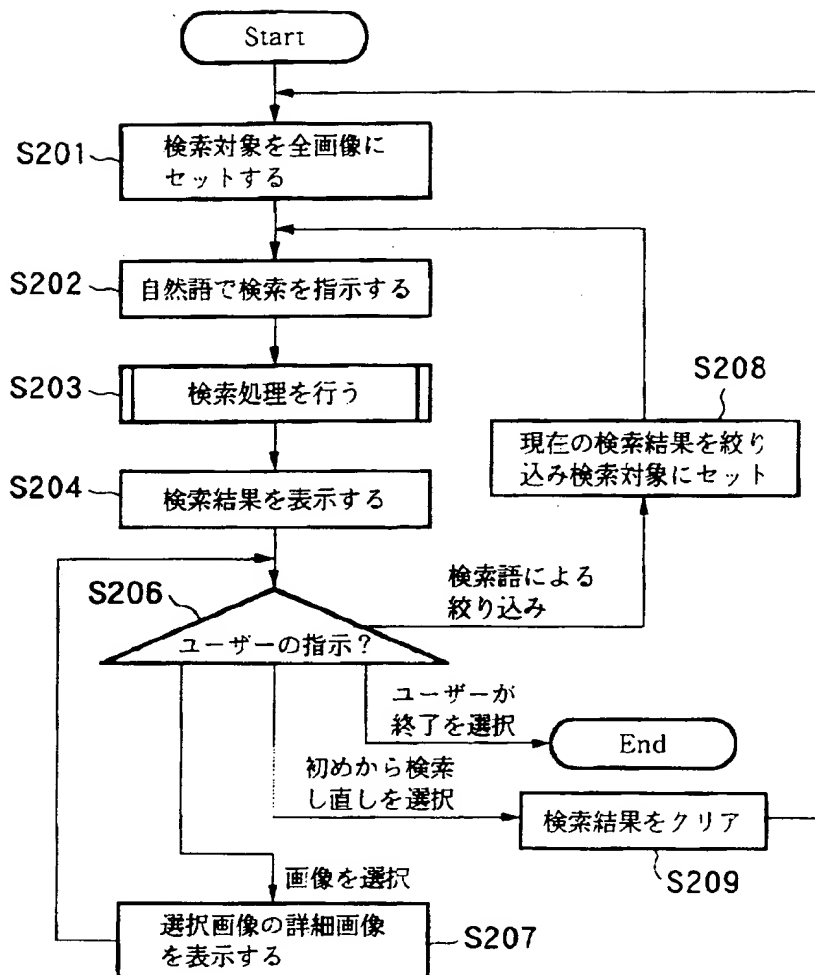 Start
S201
検索対象を全画像に
セットする
S202
自然語で検索を指示する
S203
検索処理を行う
S208
現在の検索結果を絞り
込み検索対象にセット
S204
検索結果を表示する
検索語による
絞り込み
S206
ユーザーの指示?
ユーザーが
終了を選択
End
初めから検索
し直しを選択
検索結果をクリア
S209
画像を選択
選択画像の詳細画像
を表示する
S207